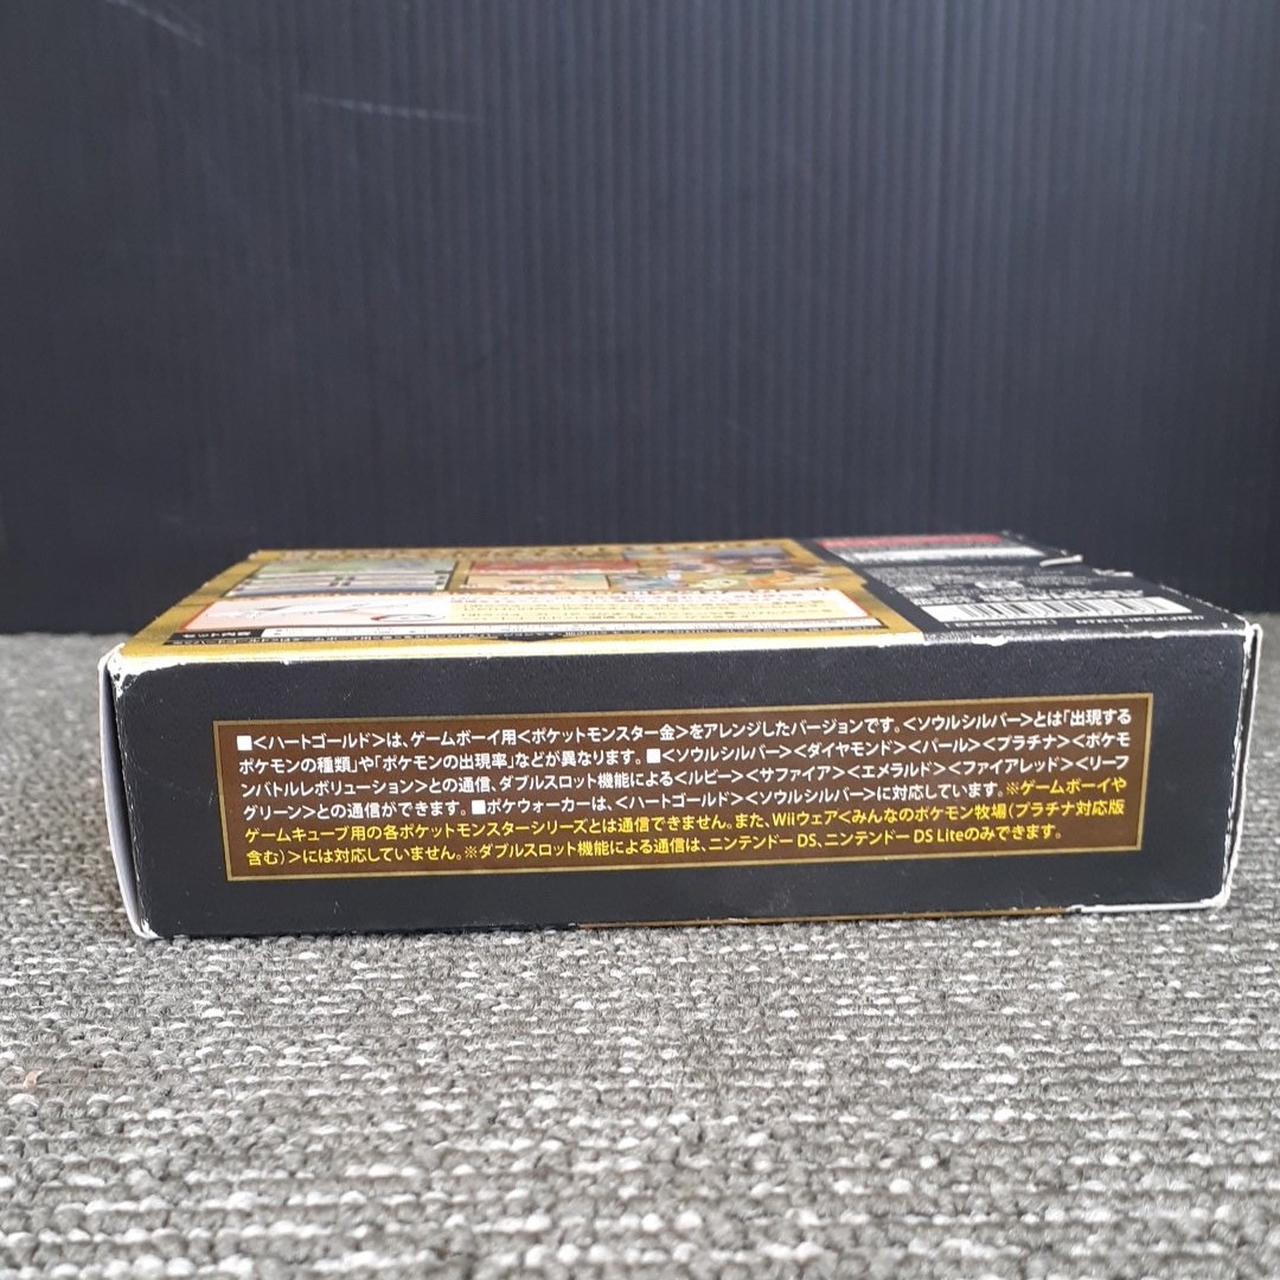 ■<ハートゴールド>は、ゲームボーイ用<ポケットモンスター金>をアレンジしたバージョンです。<ソウルシルバー>とは「出現する
ポケモンの種類」や「ポケモンの出現率」などが異なります。■<ソウルシルバー><ダイヤモンド><パール><プラチナ><ポケモ
ンバトルレボリューション>との通信、ダブルスロット機能による<ルビー><サファイア><エメラルド><ファイアレッド><リーフ
グリーン>との通信ができます。■ポケウォーカーは、<ハートゴールド><ソウルシルバー>に対応しています。※ゲームボーイや
ゲームキューブ用の各ポケットモンスターシリーズとは通信できません。また、Wiiウェア<みんなのポケモン牧場(プラチナ対応版
含む)>には対応していません。※ダブルスロット機能による通信は、ニンテンドーDS、ニンテンドーDS Liteのみできます。